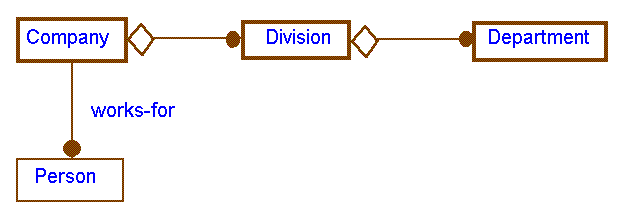 Company
Division
Department
works-for
Person